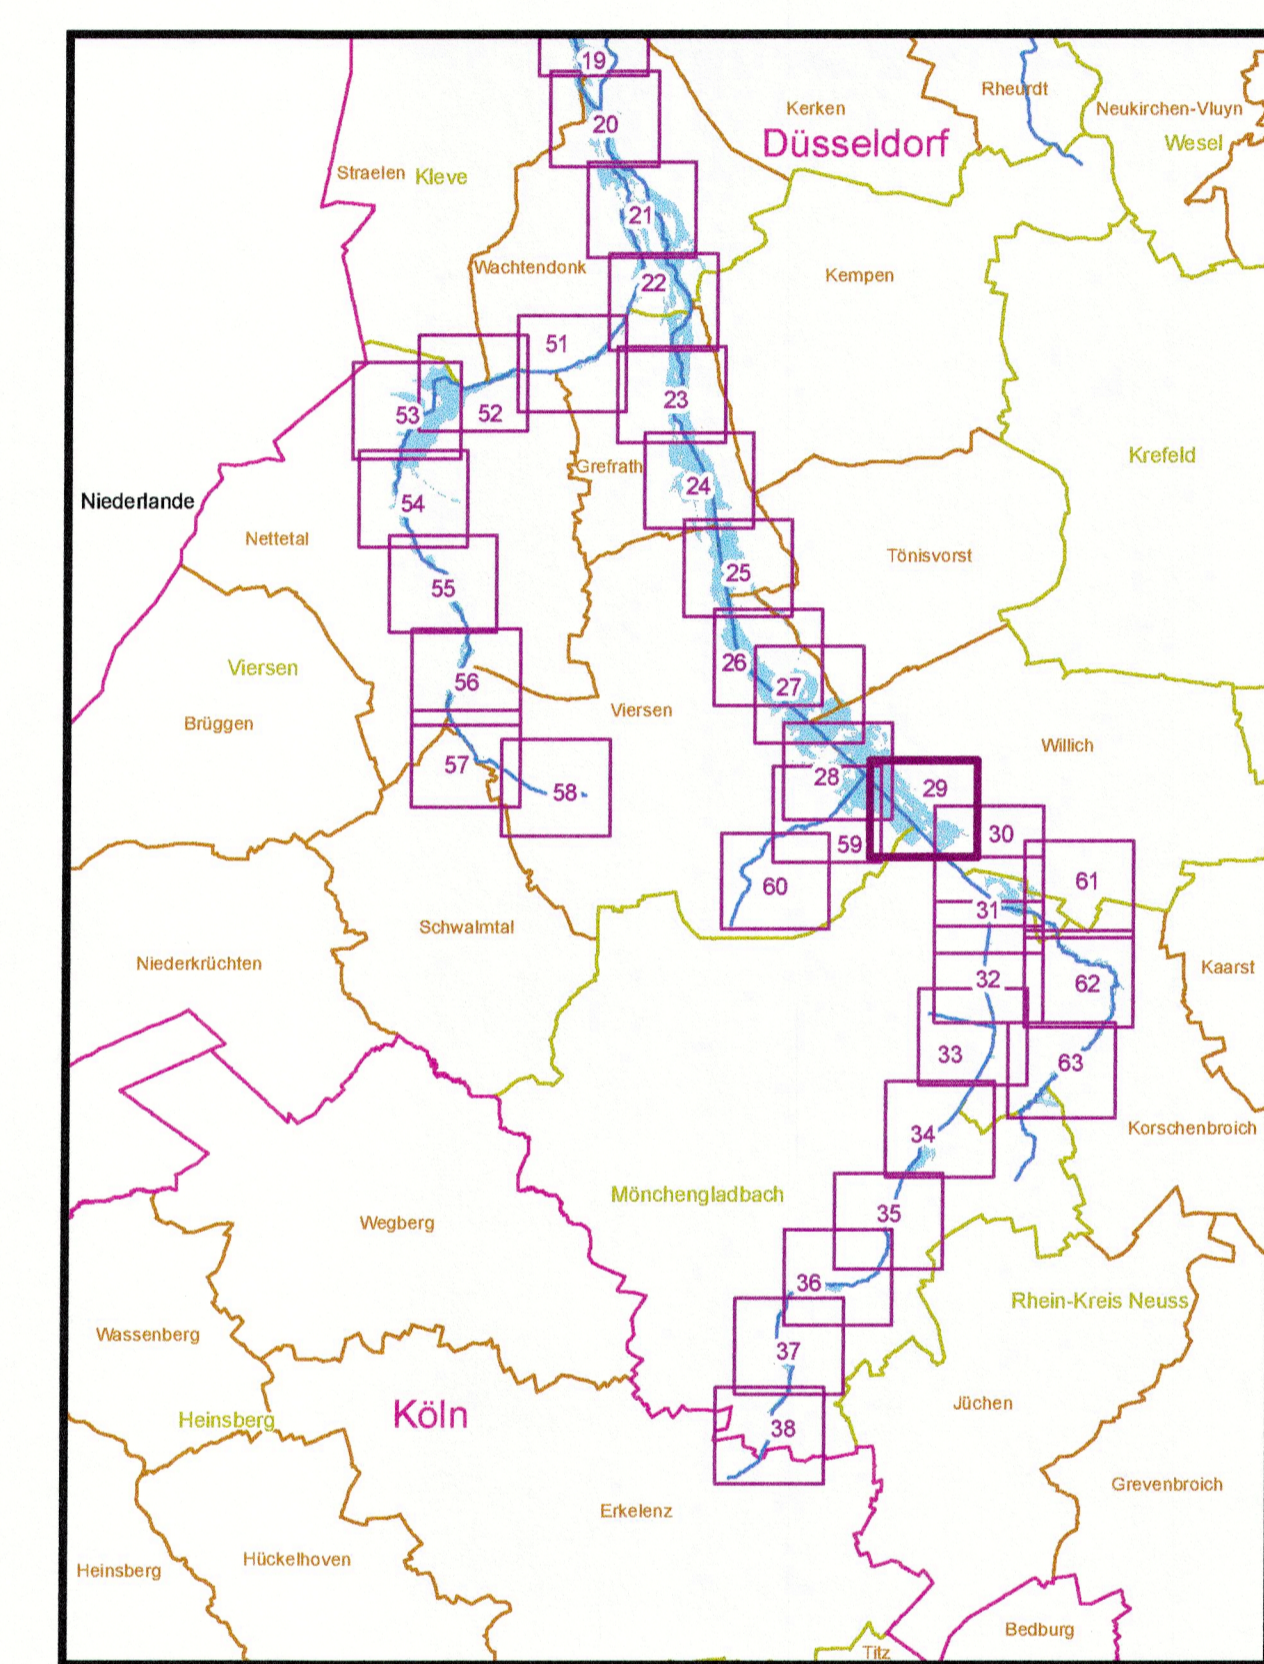 19
Rheurdt
Kerken
Neukirchen-Vluyn
20
Düsseldorf
Wesel
Straelen
Kleve
21
Wachtendonk
Kempen
22
51
23
53
52
Krefeld
Grefrath
24
Niederlande
54
Nettetal
Tönisvorst
25
55
Viersen
26
56
27
Brüggen
Viersen
Willich
57
28
29
58
30
59
61
60
31
Schwalmtal
Niederkrüchten
Kaarst
32
62
33
63
Korschenbroich
34
Mönchengladbach
35
Wegberg
36
Rhein-Kreis Neuss
Wassenberg
37
Jüchen
Köln
Heinsberg
38
Grevenbroich
Erkelenz
Hückelhoven
Heinsberg
Bedburg
Titz